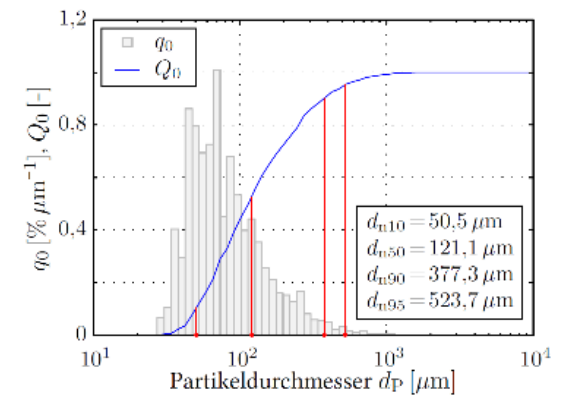 1,2
q₀
Q₀
0,8
q₀ [% μm⁻¹], Q₀ [-]
0,4
dₙ₁₀ = 50,5 μm
dₙ₅₀ = 121,1 μm
dₙ₉₀ = 377,3 μm
dₙ₉₅ = 523,7 μm
0
10¹ 10² 10³ 10⁴
Partikeldurchmesser d_P [μm]